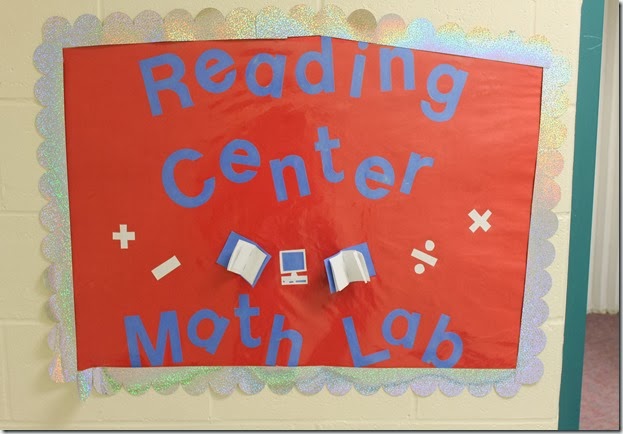 Reading
Center
+ - ÷ ×
Math Lab